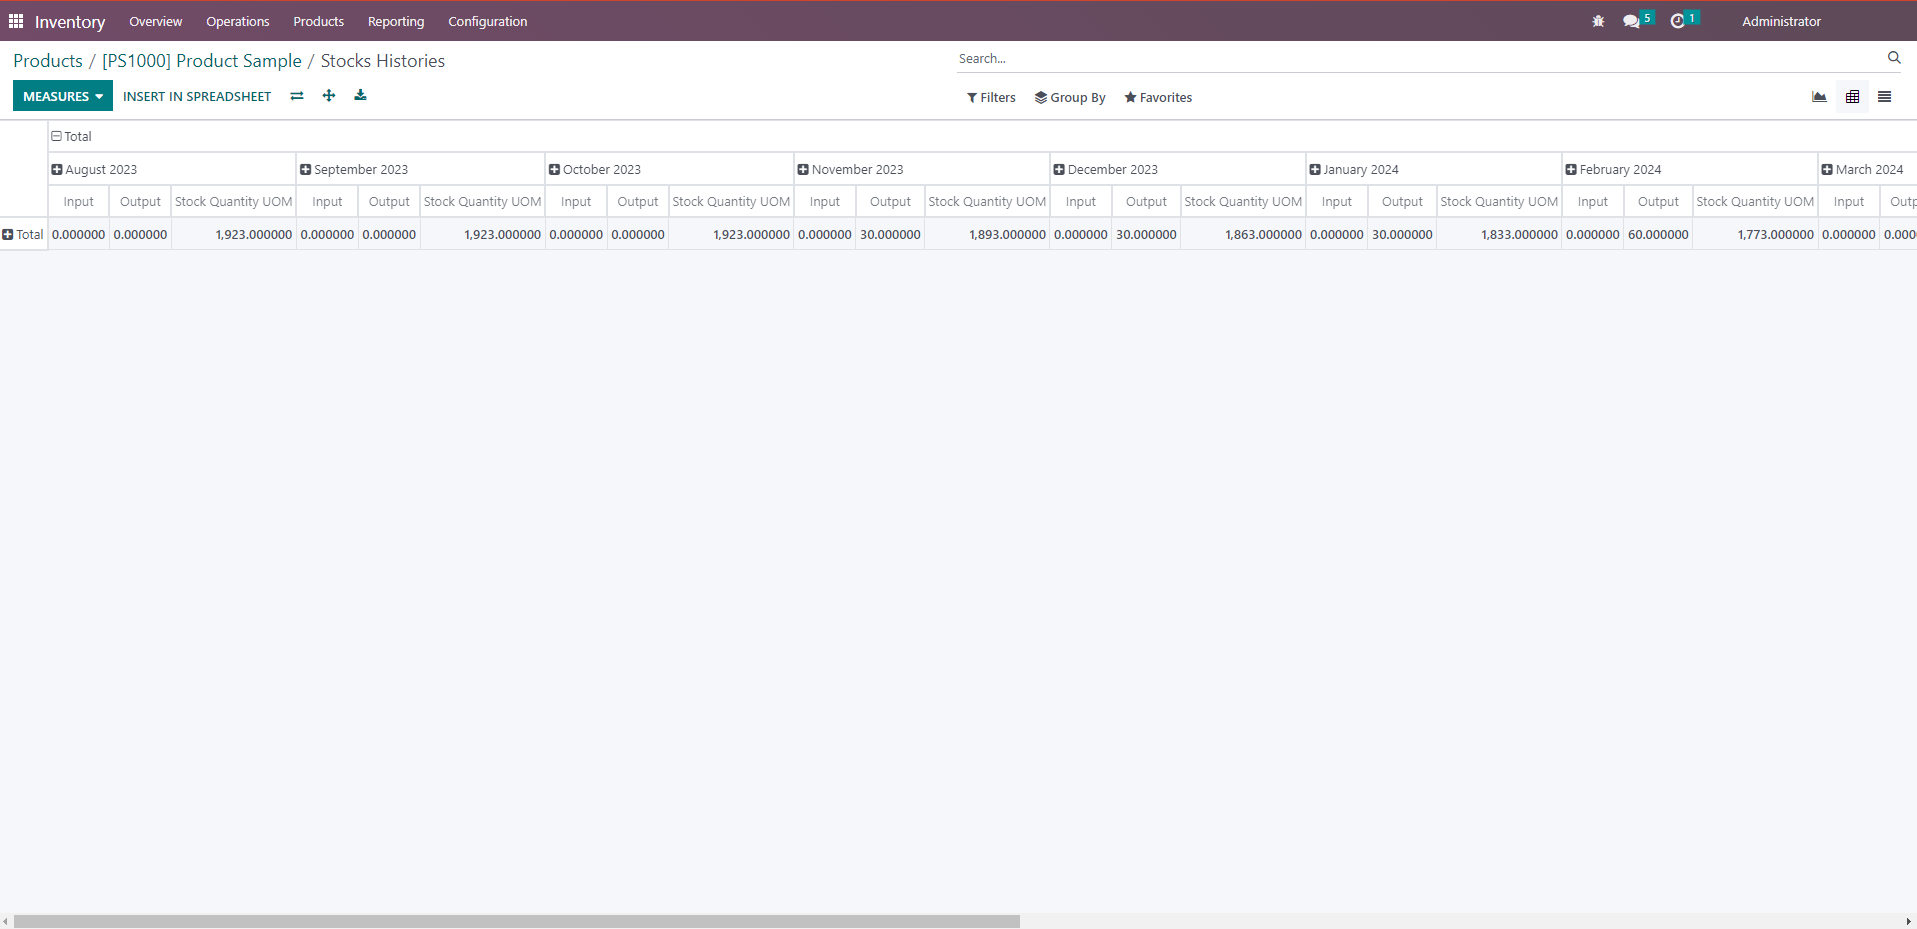 Inventory Overview Operations Products Reporting Configuration 5 1 Administrator
Products / [PS1000] Product Sample / Stocks Histories
Search...
MEASURES INSERT IN SPREADSHEET Filters Group By Favorites
Total
August 2023 September 2023 October 2023 November 2023 December 2023 January 2024 February 2024 March 2024
Input Output Stock Quantity UOM Input Output Stock Quantity UOM Input Output Stock Quantity UOM Input Output Stock Quantity UOM Input Output Stock Quantity UOM Input Output Stock Quantity UOM Input Output Stock Quantity UOM Input Outp
Total 0.000000 0.000000 1,923.000000 0.000000 0.000000 1,923.000000 0.000000 0.000000 1,923.000000 0.000000 30.000000 1,893.000000 0.000000 30.000000 1,863.000000 0.000000 30.000000 1,833.000000 0.000000 60.000000 1,773.000000 0.000000 0.000